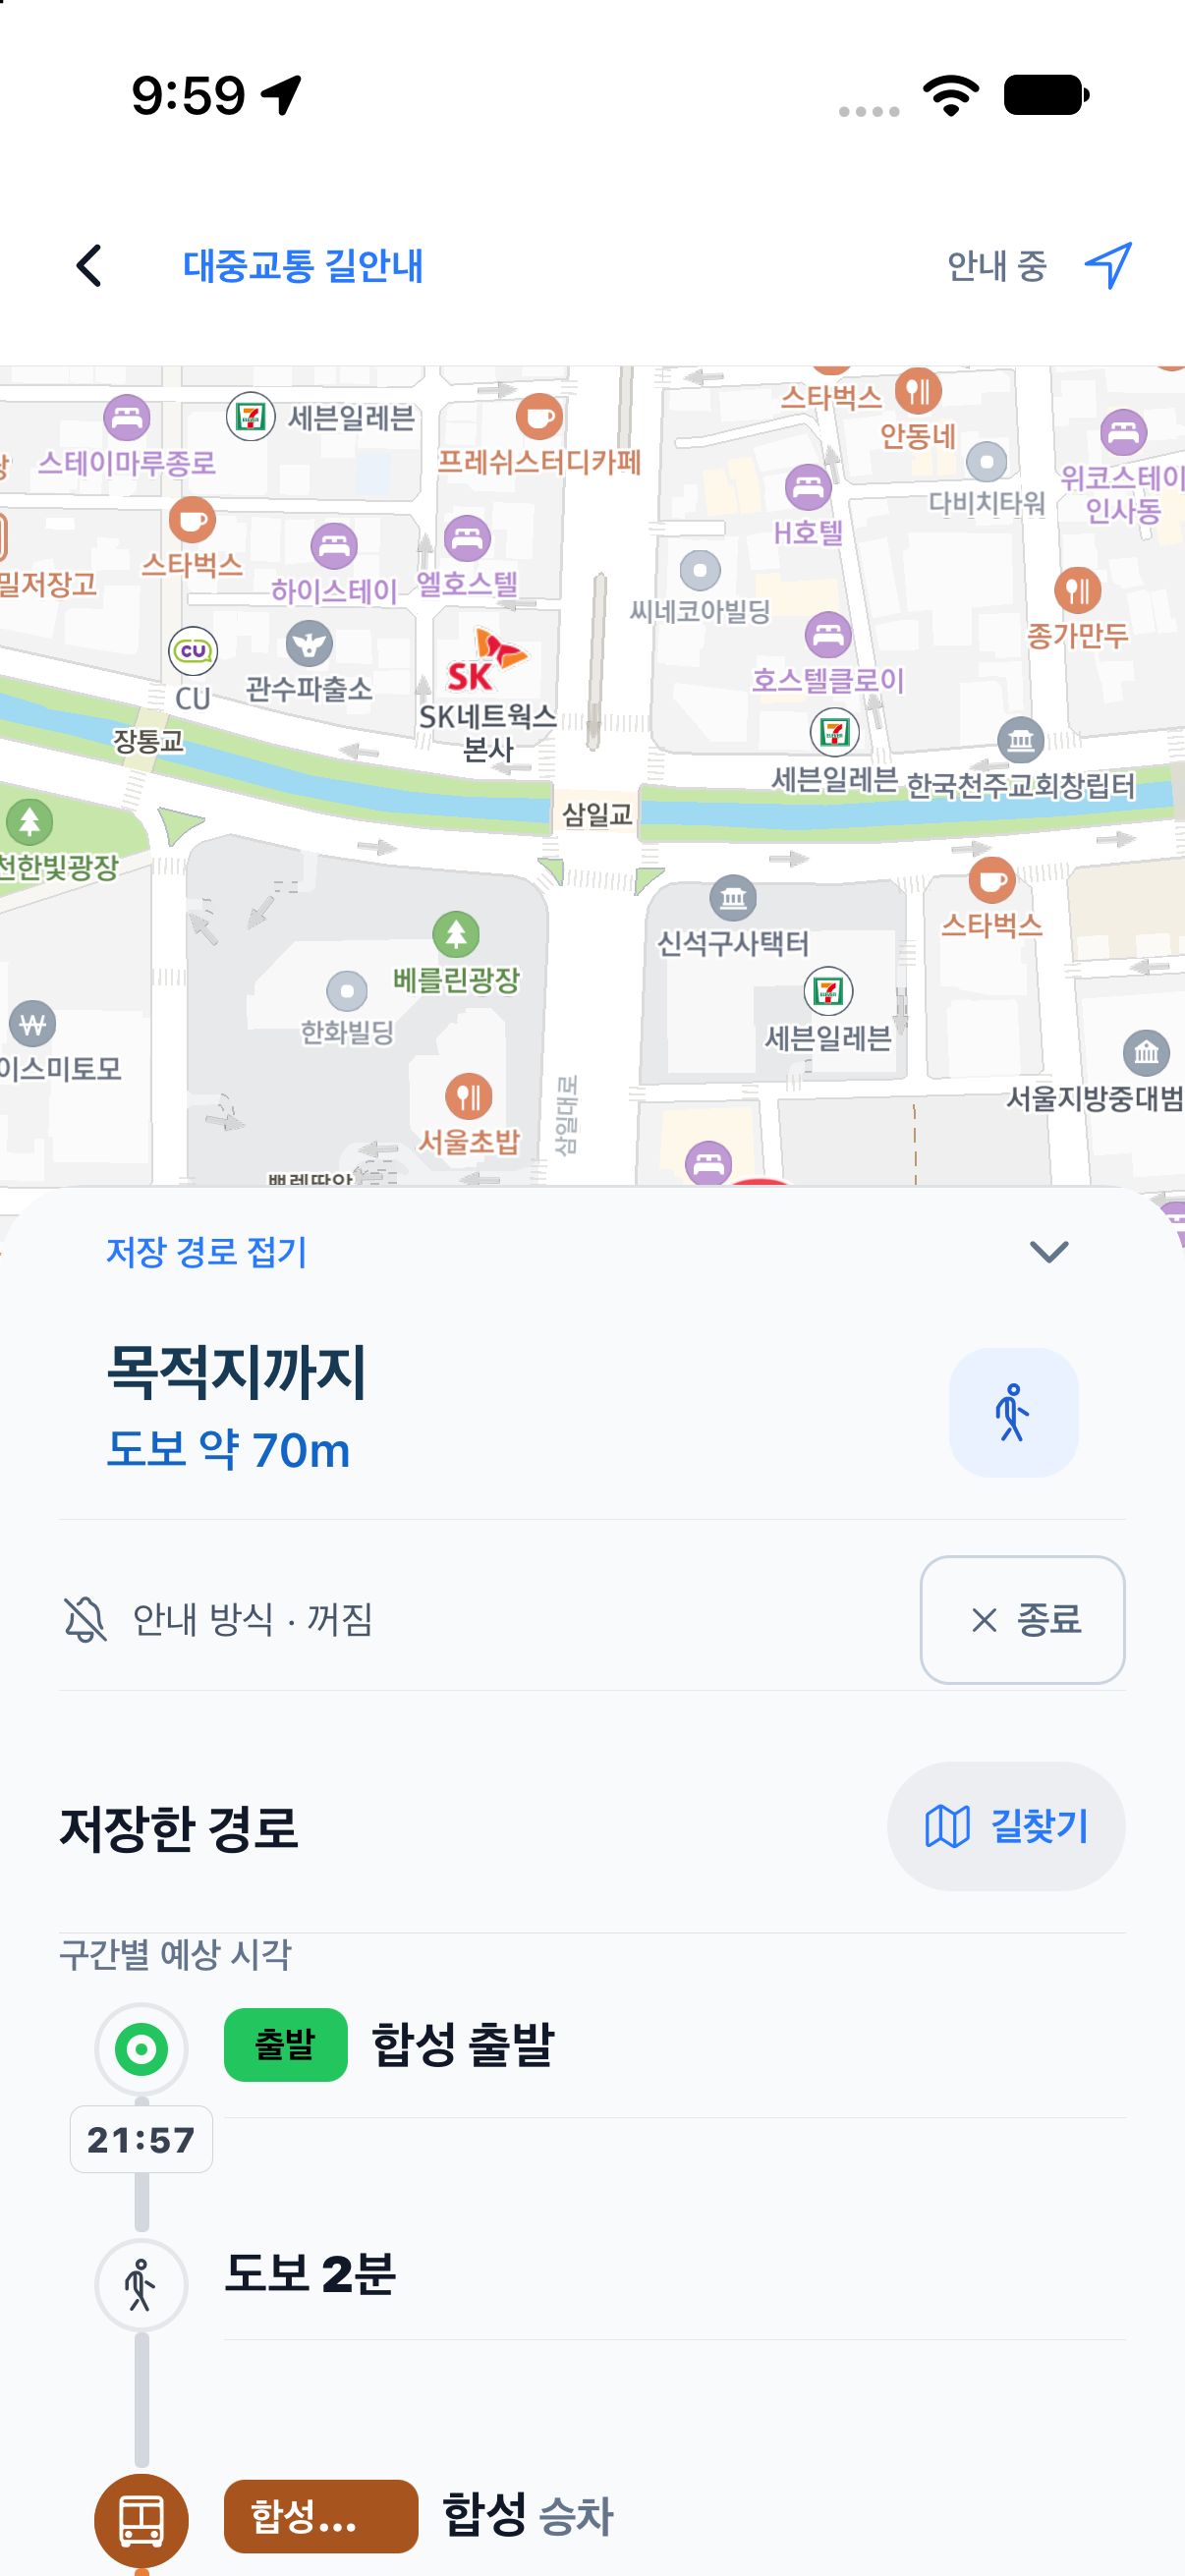 9:59
대중교통 길안내
안내 중
스타벅스
안동네
세븐일레븐
스테이마루종로
프레쉬스터디카페
위코스테이
인사동
다비치타워
H호텔
스타벅스
밀저장고
하이스테이
엘호스텔
씨네코아빌딩
종가만두
CU
CU
관수파출소
SK
SK네트웍스
본사
호스텔클로이
장통교
세븐일레븐
한국천주교회창립터
삼일교
천한빛광장
스타벅스
신석구사택터
베를린광장
한화빌딩
세븐일레븐
이스미토모
서울지방중대범
삼일대로
서울초밥
저장 경로 접기
목적지까지
도보 약 70m
안내 방식 · 꺼짐
종료
저장한 경로
길찾기
구간별 예상 시각
출발 합성 출발
21:57
도보 2분
합성... 합성 승차